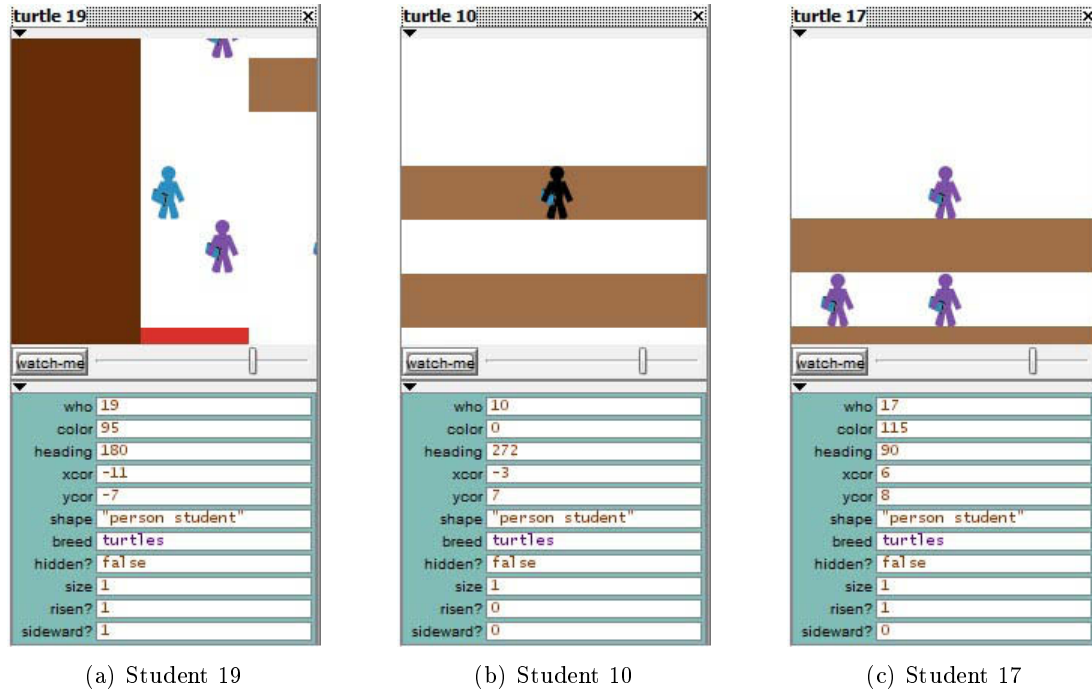 turtle 19 x
watch-me
who 19
color 95
heading 180
xcor -11
ycor -7
shape "person student"
breed turtles
hidden? false
size 1
risen? 1
sideward? 1
(a) Student 19
turtle 10 x
watch-me
who 10
color 0
heading 272
xcor -3
ycor 7
shape "person student"
breed turtles
hidden? false
size 1
risen? 0
sideward? 0
(b) Student 10
turtle 17 x
watch-me
who 17
color 115
heading 90
xcor 6
ycor 8
shape "person student"
breed turtles
hidden? false
size 1
risen? 1
sideward? 0
(c) Student 17